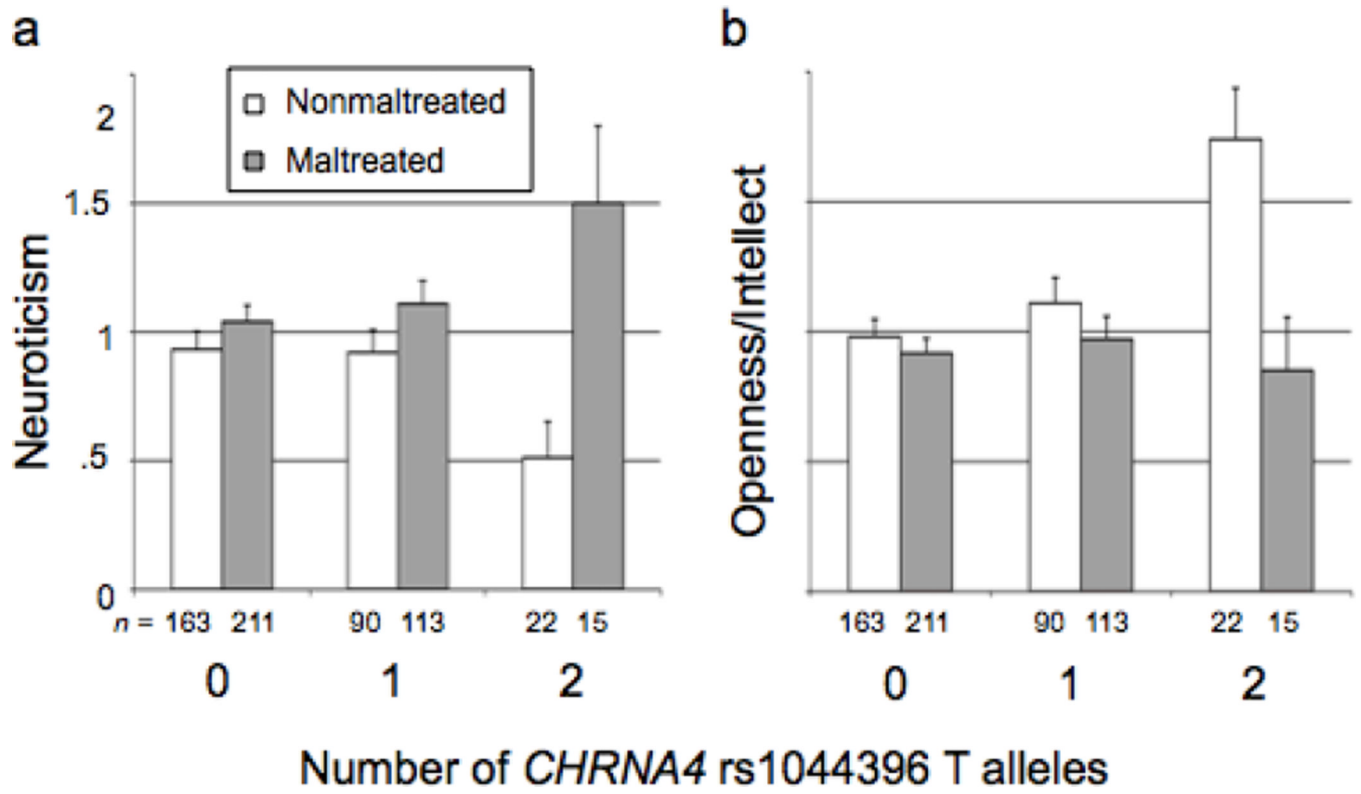 a
Neuroticism
2
1.5
1
.5
0
Nonmaltreated
Maltreated
n = 163 211 90 113 22 15
0 1 2
b
Openness/Intellect
163 211 90 113 22 15
0 1 2
Number of CHRNA4 rs1044396 T alleles